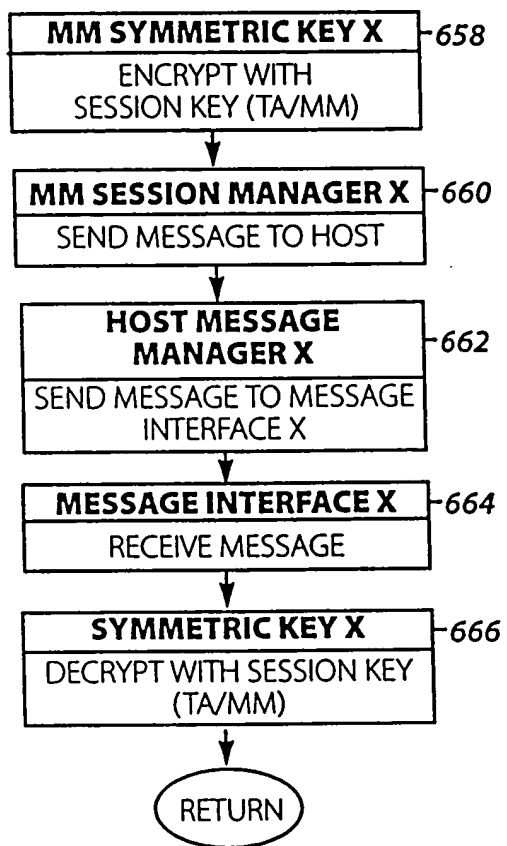 MM SYMMETRIC KEY X 658
ENCRYPT WITH
SESSION KEY (TA/MM)
MM SESSION MANAGER X 660
SEND MESSAGE TO HOST
HOST MESSAGE
MANAGER X 662
SEND MESSAGE TO MESSAGE
INTERFACE X
MESSAGE INTERFACE X 664
RECEIVE MESSAGE
SYMMETRIC KEY X 666
DECRYPT WITH SESSION KEY
(TA/MM)
RETURN